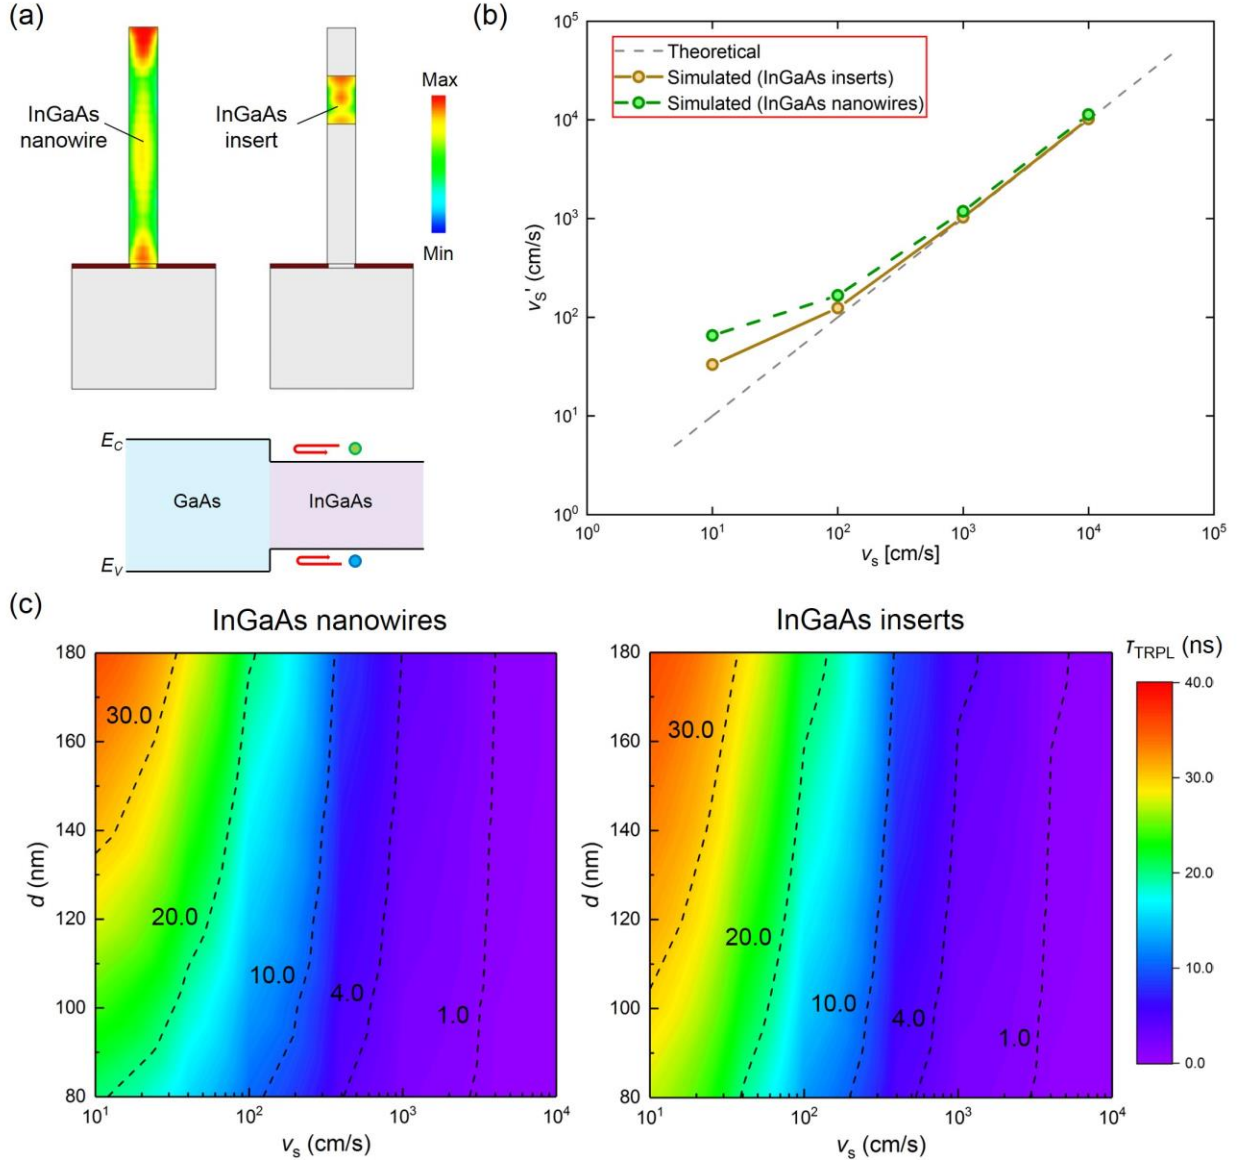 (a)
InGaAs
nanowire
InGaAs
insert
Max
Min
E_C
GaAs
InGaAs
E_V
(b)
Theoretical
Simulated (InGaAs inserts)
Simulated (InGaAs nanowires)
v_S' (cm/s)
10^5
10^4
10^3
10^2
10^1
10^0
10^0 10^1 10^2 10^3 10^4 10^5
v_s [cm/s]
(c)
InGaAs nanowires
d (nm)
180
160
140
120
100
80
30.0
20.0
10.0
4.0
1.0
10^1 10^2 10^3 10^4
v_s (cm/s)
InGaAs inserts
d (nm)
180
160
140
120
100
80
30.0
20.0
10.0
4.0
1.0
10^1 10^2 10^3 10^4
v_s (cm/s)
τ_TRPL (ns)
40.0
30.0
20.0
10.0
0.0